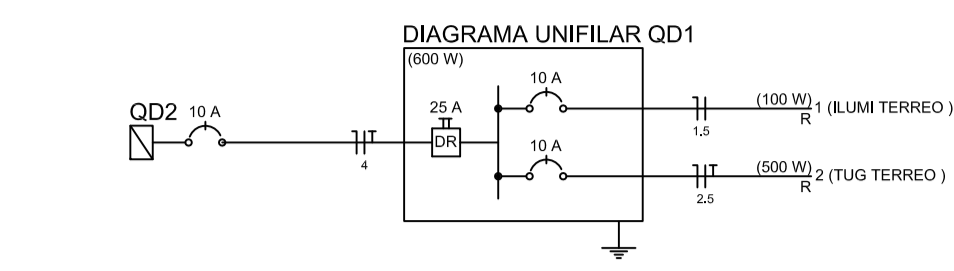 DIAGRAMA UNIFILAR QD1
(600 W)
QD2
10 A
4
25 A
DR
10 A
1.5
(100 W)
R
1 (ILUMI TERREO )
10 A
2.5
(500 W)
R
2 (TUG TERREO )